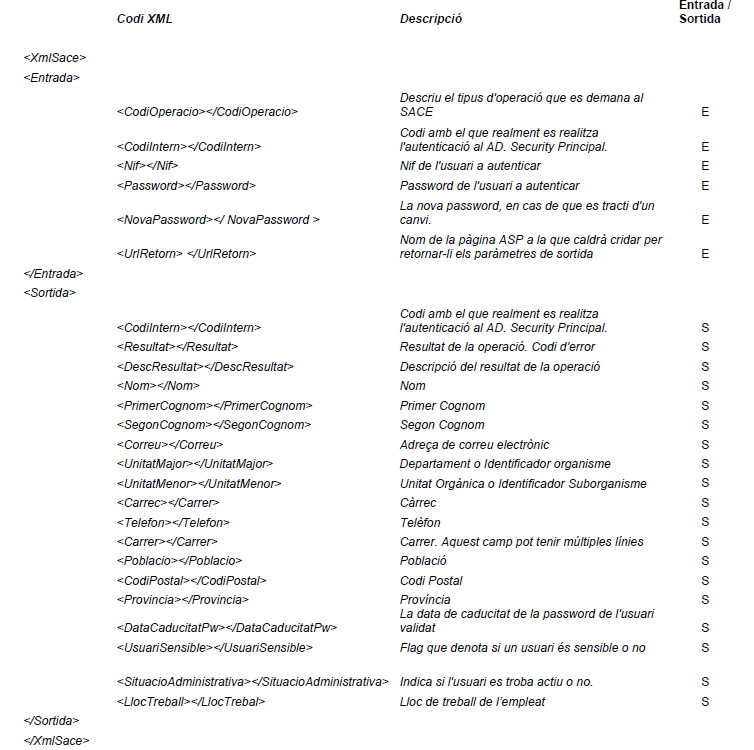 Entrada /
Codi XML Descripció Sortida
<XmlSace>
<Entrada>
Descriu el tipus d'operació que es demana al
<CodiOperacio></CodiOperacio> SACE E
Codi amb el que realment es realitza
<CodiIntern></CodiIntern> l'autenticació al AD. Security Principal. E
<Nif></Nif> Nif de l'usuari a autenticar E
<Password></Password> Password de l'usuari a autenticar E
La nova password, en cas de que es tracti d'un
<NovaPassword></ NovaPassword > canvi. E
Nom de la pàgina ASP a la que caldrà cridar per
<UrlRetorn> </UrlRetorn> retornar-li els paràmetres de sortida E
</Entrada>
<Sortida>
Codi amb el que realment es realitza
<CodiIntern></CodiIntern> l'autenticació al AD. Security Principal. S
<Resultat></Resultat> Resultat de la operació. Codi d'error S
<DescResultat></DescResultat> Descripció del resultat de la operació S
<Nom></Nom> Nom S
<PrimerCognom></PrimerCognom> Primer Cognom S
<SegonCognom></SegonCognom> Segon Cognom S
<Correu></Correu> Adreça de correu electrònic S
<UnitatMajor></UnitatMajor> Departament o Identificador organisme S
<UnitatMenor></UnitatMenor> Unitat Orgànica o Identificador Suborganisme S
<Carrec></Carrer> Càrrec S
<Telefon></Telefon> Telèfon S
<Carrer></Carrer> Carrer. Aquest camp pot tenir múltiples línies S
<Poblacio></Poblacio> Població S
<CodiPostal></CodiPostal> Codi Postal S
<Provincia></Provincia> Província S
La data de caducitat de la password de l'usuari
<DataCaducitatPw></DataCaducitatPw> validat S
<UsuariSensible></UsuariSensible> Flag que denota si un usuari és sensible o no S
<SituacioAdministrativa></SituacioAdministrativa> Indica si l'usuari es troba actiu o no. S
<LlocTreball></LlocTrebal> Lloc de treball de l'empleat S
</Sortida>
</XmlSace>